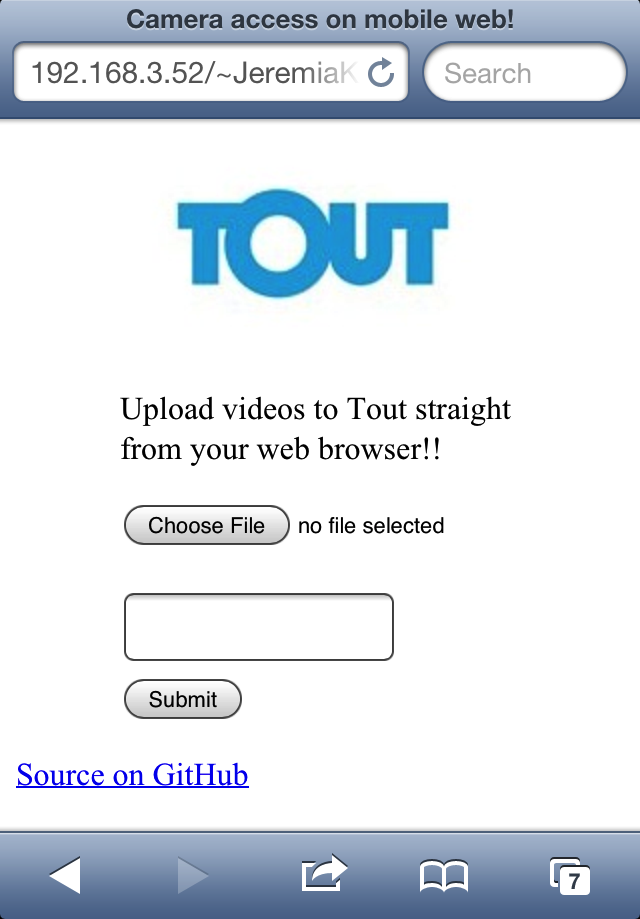 Camera access on mobile web!
192.168.3.52/~JeremiaK
Search
TOUT
Upload videos to Tout straight
from your web browser!!
Choose File no file selected
Submit
Source on GitHub
7